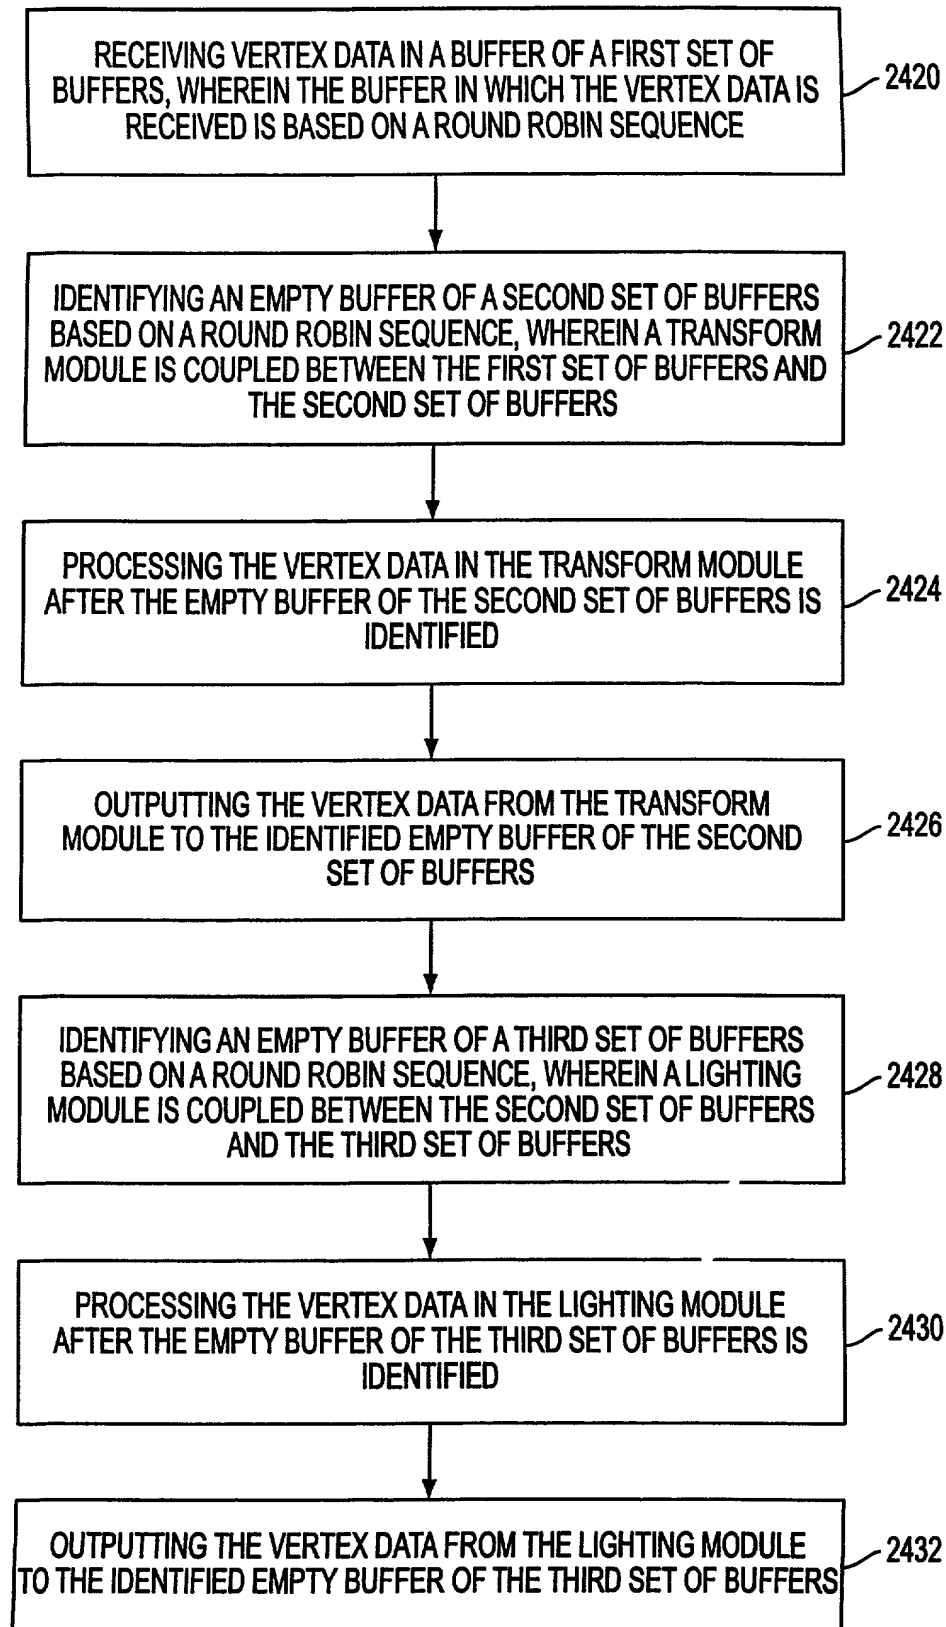 RECEIVING VERTEX DATA IN A BUFFER OF A FIRST SET OF
BUFFERS, WHEREIN THE BUFFER IN WHICH THE VERTEX DATA IS
RECEIVED IS BASED ON A ROUND ROBIN SEQUENCE
2420
IDENTIFYING AN EMPTY BUFFER OF A SECOND SET OF BUFFERS
BASED ON A ROUND ROBIN SEQUENCE, WHEREIN A TRANSFORM
MODULE IS COUPLED BETWEEN THE FIRST SET OF BUFFERS AND
THE SECOND SET OF BUFFERS
2422
PROCESSING THE VERTEX DATA IN THE TRANSFORM MODULE
AFTER THE EMPTY BUFFER OF THE SECOND SET OF BUFFERS IS
IDENTIFIED
2424
OUTPUTTING THE VERTEX DATA FROM THE TRANSFORM
MODULE TO THE IDENTIFIED EMPTY BUFFER OF THE SECOND
SET OF BUFFERS
2426
IDENTIFYING AN EMPTY BUFFER OF A THIRD SET OF BUFFERS
BASED ON A ROUND ROBIN SEQUENCE, WHEREIN A LIGHTING
MODULE IS COUPLED BETWEEN THE SECOND SET OF BUFFERS
AND THE THIRD SET OF BUFFERS
2428
PROCESSING THE VERTEX DATA IN THE LIGHTING MODULE
AFTER THE EMPTY BUFFER OF THE THIRD SET OF BUFFERS IS
IDENTIFIED
2430
OUTPUTTING THE VERTEX DATA FROM THE LIGHTING MODULE
TO THE IDENTIFIED EMPTY BUFFER OF THE THIRD SET OF BUFFERS
2432